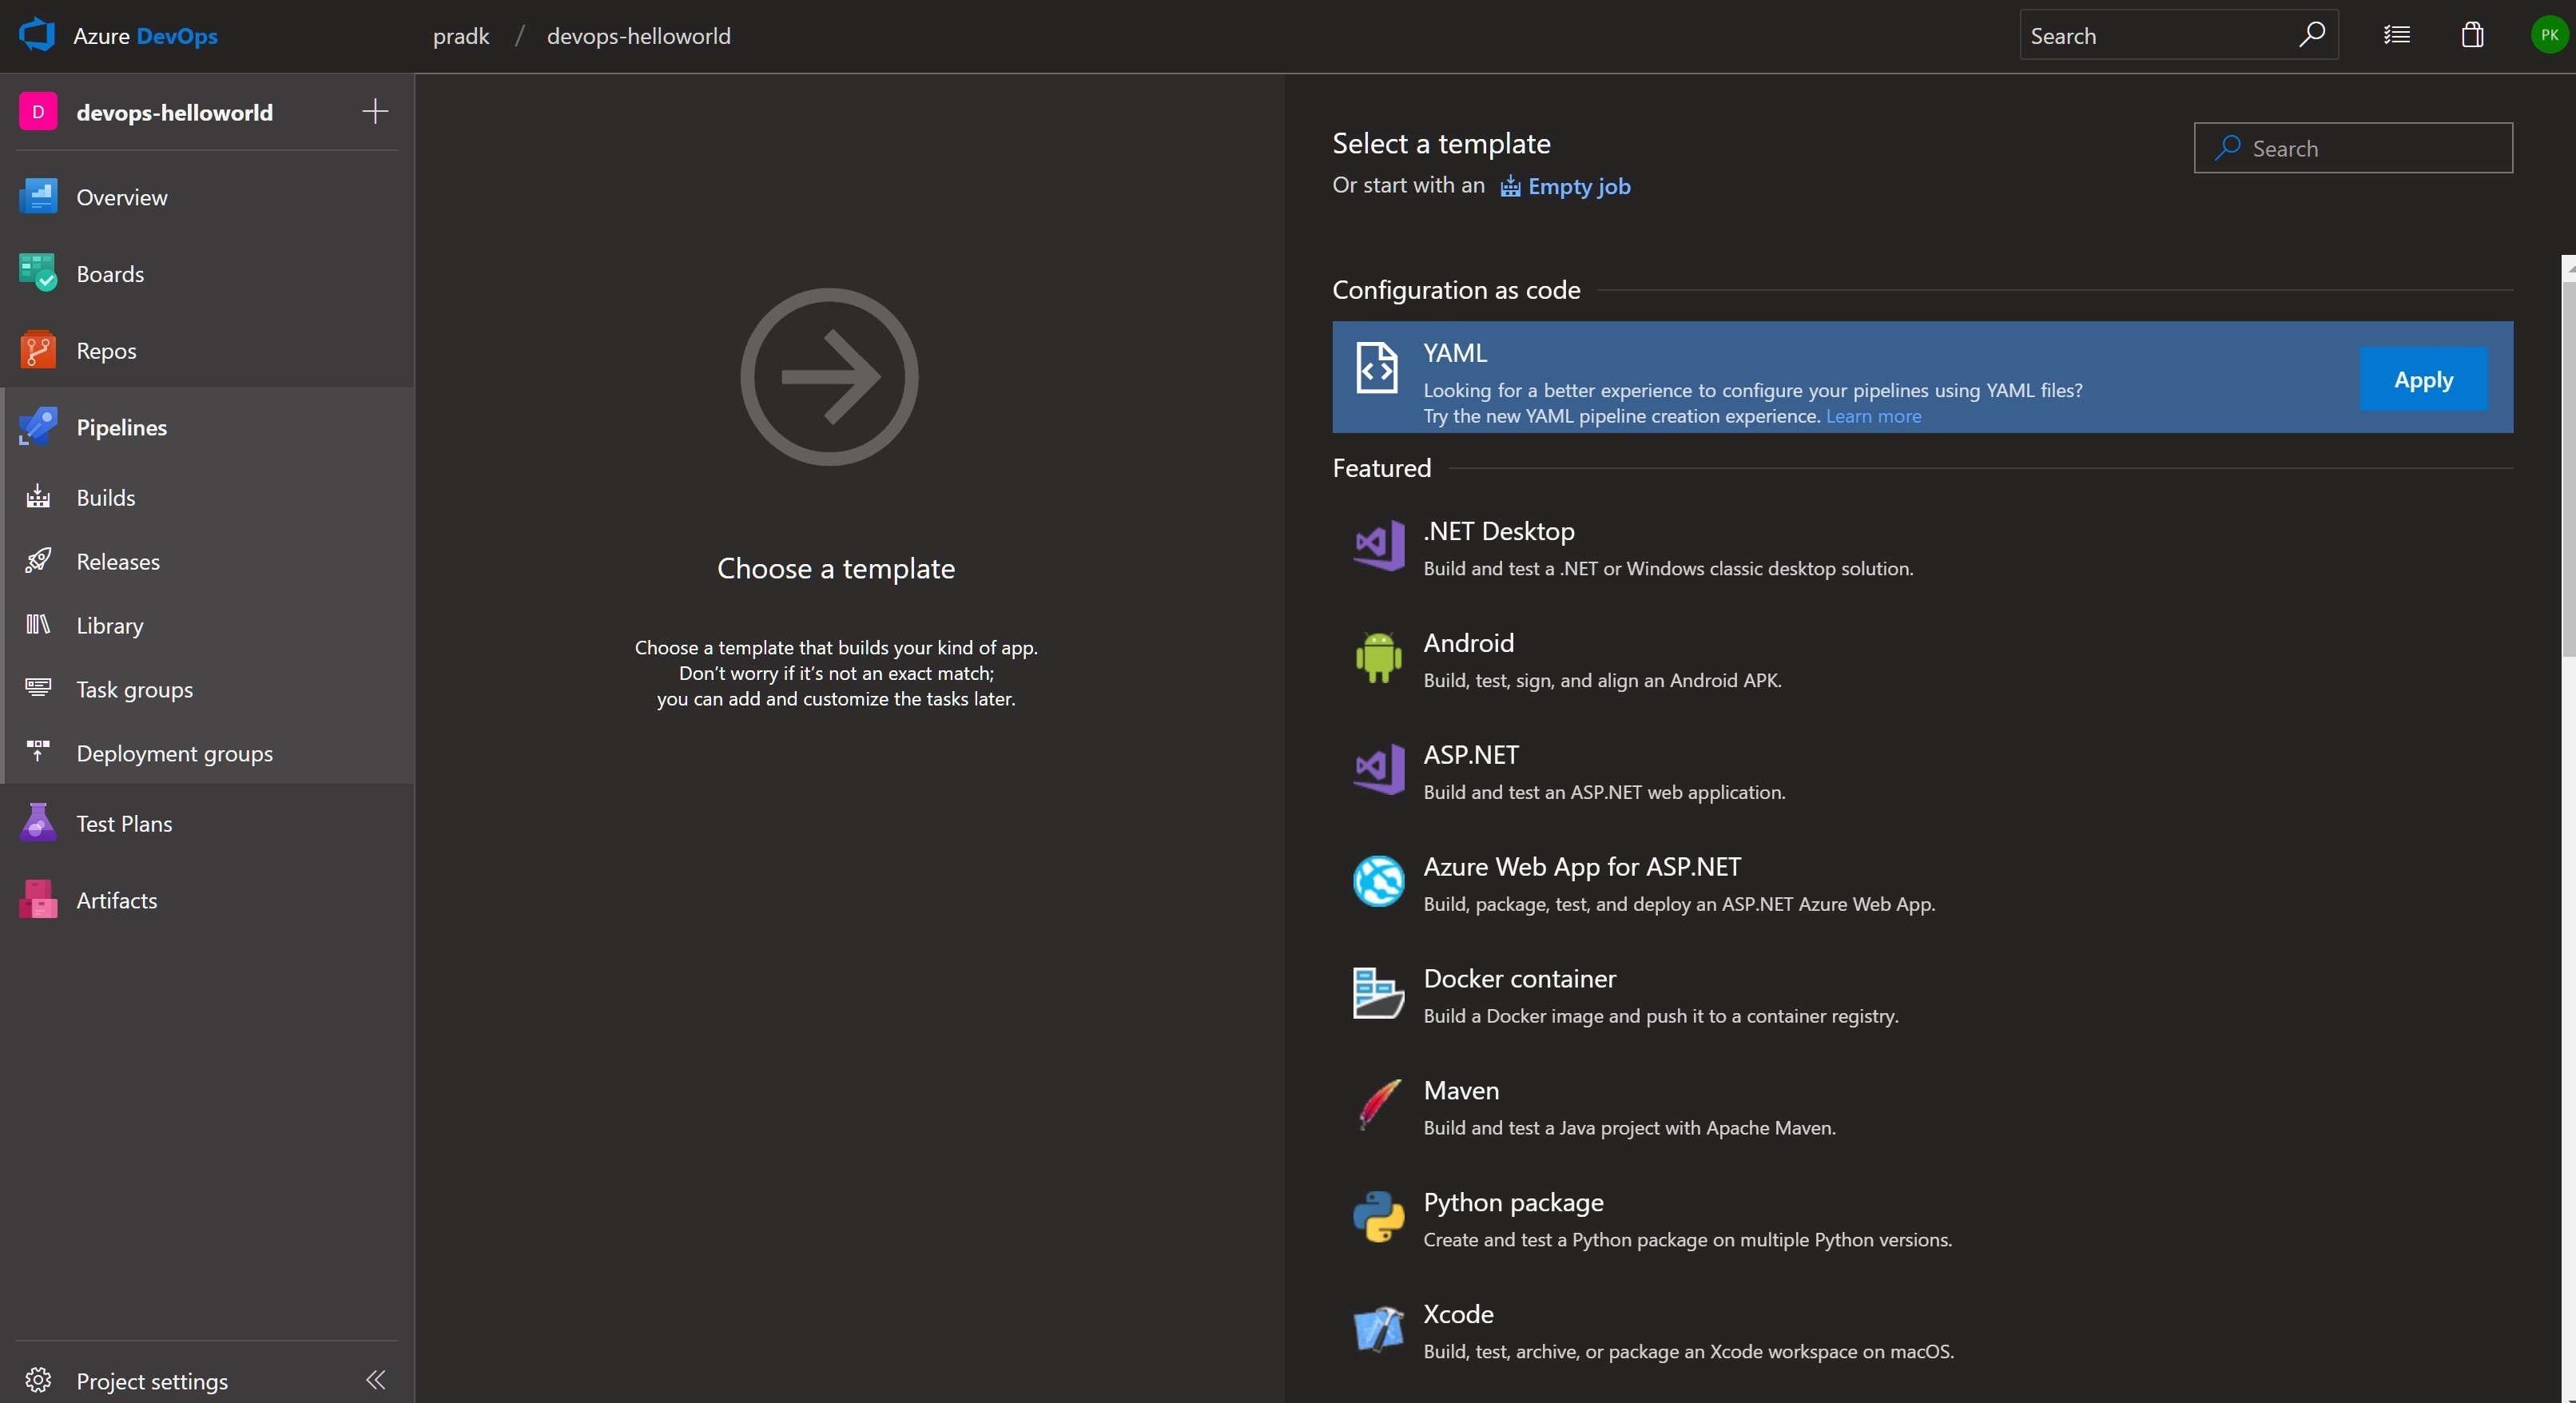 Azure DevOps
pradk / devops-helloworld
Search
PK
D
devops-helloworld
Overview
Boards
Repos
Pipelines
Builds
Releases
Library
Task groups
Deployment groups
Test Plans
Artifacts
Project settings
Choose a template
Choose a template that builds your kind of app.
Don’t worry if it’s not an exact match;
you can add and customize the tasks later.
Select a template
Search
Or start with an Empty job
Configuration as code
YAML
Looking for a better experience to configure your pipelines using YAML files?
Try the new YAML pipeline creation experience. Learn more
Apply
Featured
.NET Desktop
Build and test a .NET or Windows classic desktop solution.
Android
Build, test, sign, and align an Android APK.
ASP.NET
Build and test an ASP.NET web application.
Azure Web App for ASP.NET
Build, package, test, and deploy an ASP.NET Azure Web App.
Docker container
Build a Docker image and push it to a container registry.
Maven
Build and test a Java project with Apache Maven.
Python package
Create and test a Python package on multiple Python versions.
Xcode
Build, test, archive, or package an Xcode workspace on macOS.